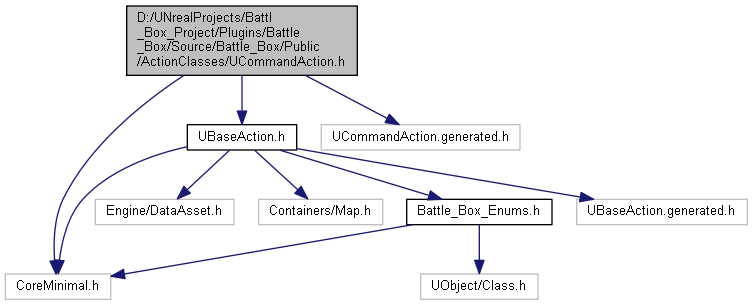 D:/UNrealProjects/Battl
_Box_Project/Plugins/Battle
_Box/Source/Battle_Box/Public
/ActionClasses/UCommandAction.h
UBaseAction.h
UCommandAction.generated.h
Engine/DataAsset.h
Containers/Map.h
Battle_Box_Enums.h
UBaseAction.generated.h
CoreMinimal.h
UObject/Class.h